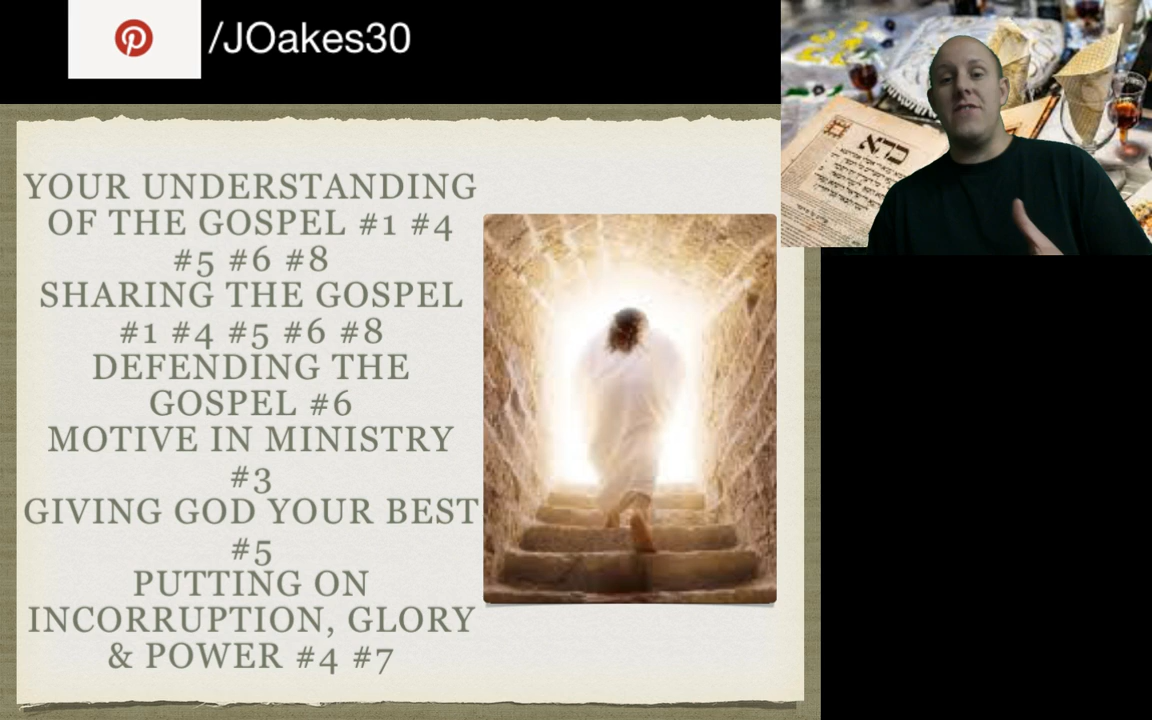 /JOakes30
YOUR UNDERSTANDING
OF THE GOSPEL #1 #4
#5 #6 #8
SHARING THE GOSPEL
#1 #4 #5 #6 #8
DEFENDING THE
GOSPEL #6
MOTIVE IN MINISTRY
#3
GIVING GOD YOUR BEST
#5
PUTTING ON
INCORRUPTION, GLORY
& POWER #4 #7